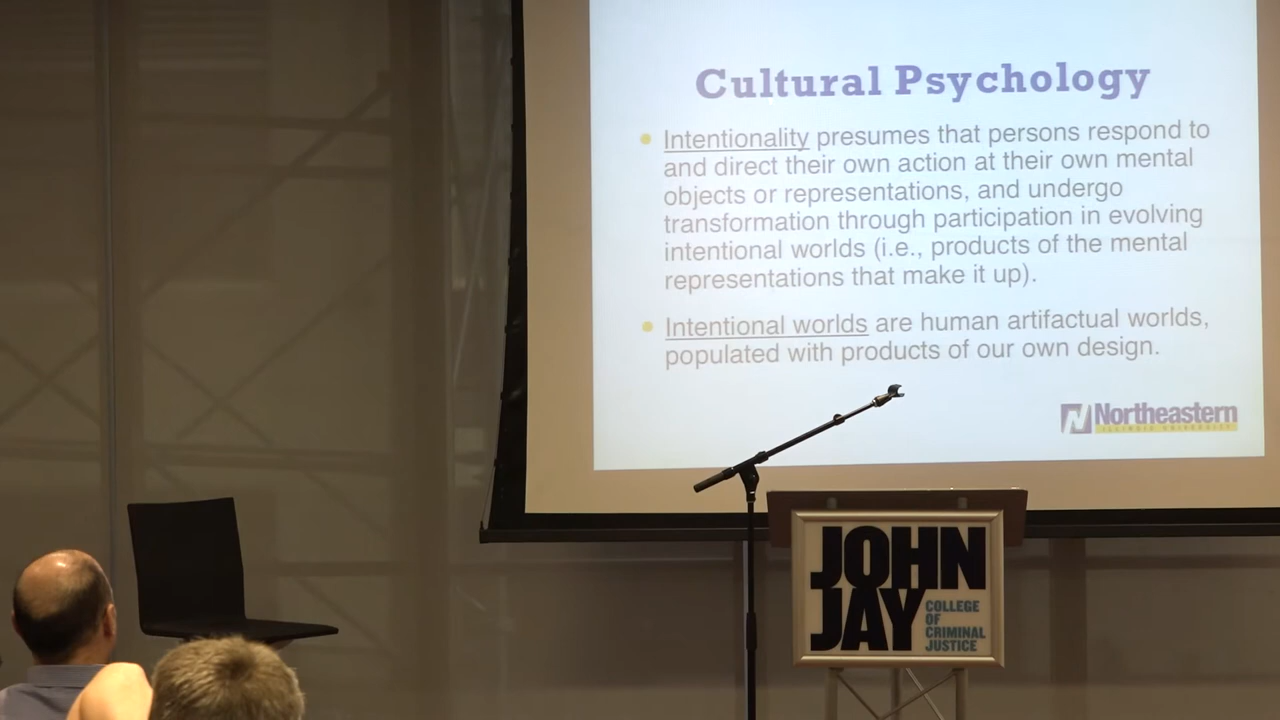 Cultural Psychology
Intentionality presumes that persons respond to
and direct their own action at their own mental
objects or representations, and undergo
transformation through participation in evolving
intentional worlds (i.e., products of the mental
representations that make it up).
Intentional worlds are human artifactual worlds,
populated with products of our own design.
Northeastern
ILLINOIS UNIVERSITY
JOHN
JAY
COLLEGE
OF
CRIMINAL
JUSTICE